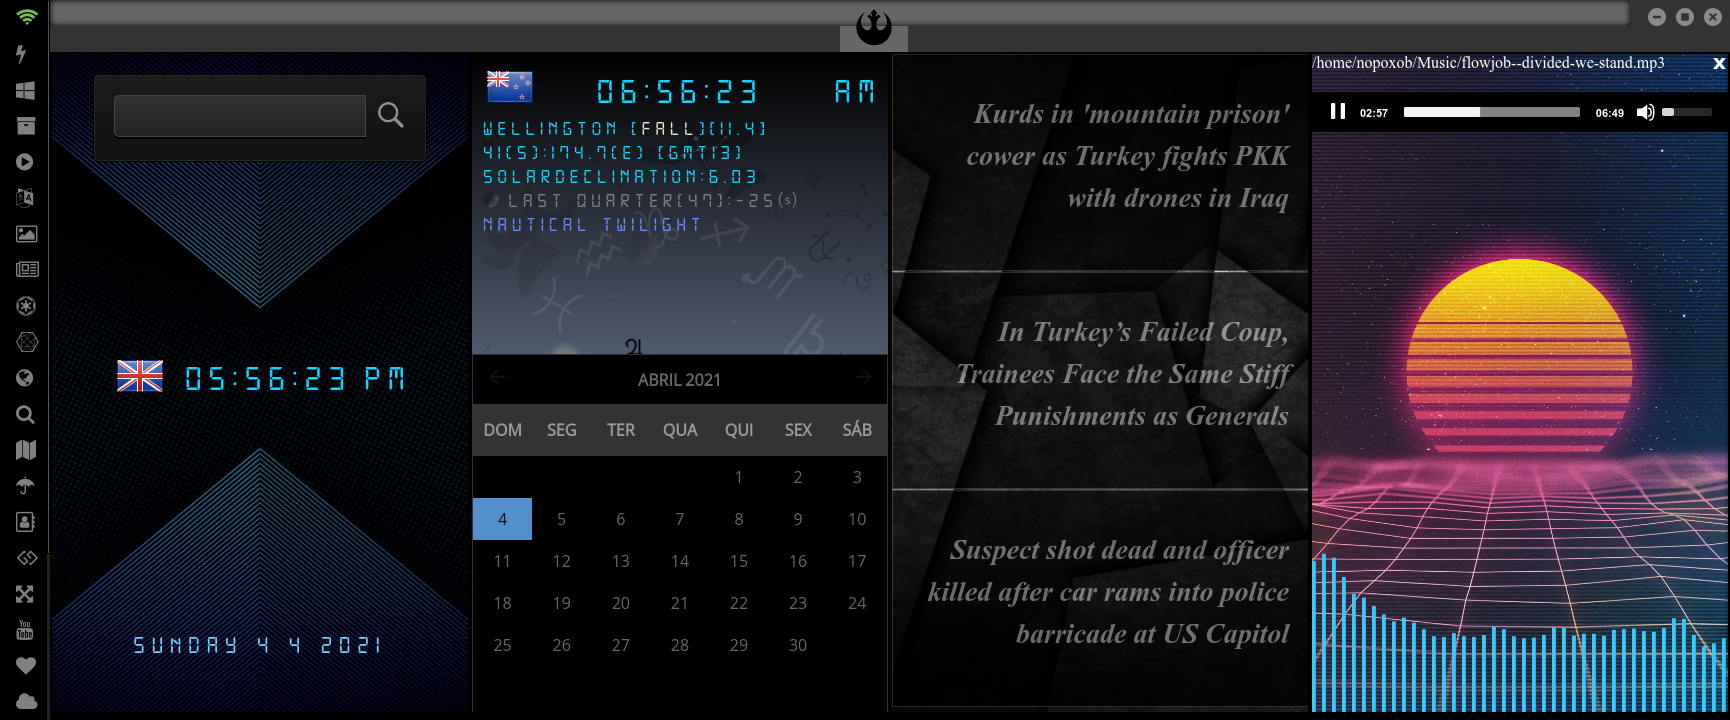 05:56:23 PM
SUNDAY 4 4 2021
06:56:23 AM
WELLINGTON [FALL][11.4]
41(S):174.7(E) [GMT13]
SOLARDECLINATION:6.03
LAST QUARTER[47]:-25(s)
NAUTICAL TWILIGHT
ABRIL 2021
DOM SEG TER QUA QUI SEX SÁB
1 2 3
4 5 6 7 8 9 10
11 12 13 14 15 16 17
18 19 20 21 22 23 24
25 26 27 28 29 30
Kurds in 'mountain prison'
cower as Turkey fights PKK
with drones in Iraq
In Turkey’s Failed Coup,
Trainees Face the Same Stiff
Punishments as Generals
Suspect shot dead and officer
killed after car rams into police
barricade at US Capitol
/home/nopoxob/Music/flowjob--divided-we-stand.mp3 x
02:57 06:49
You
Tube